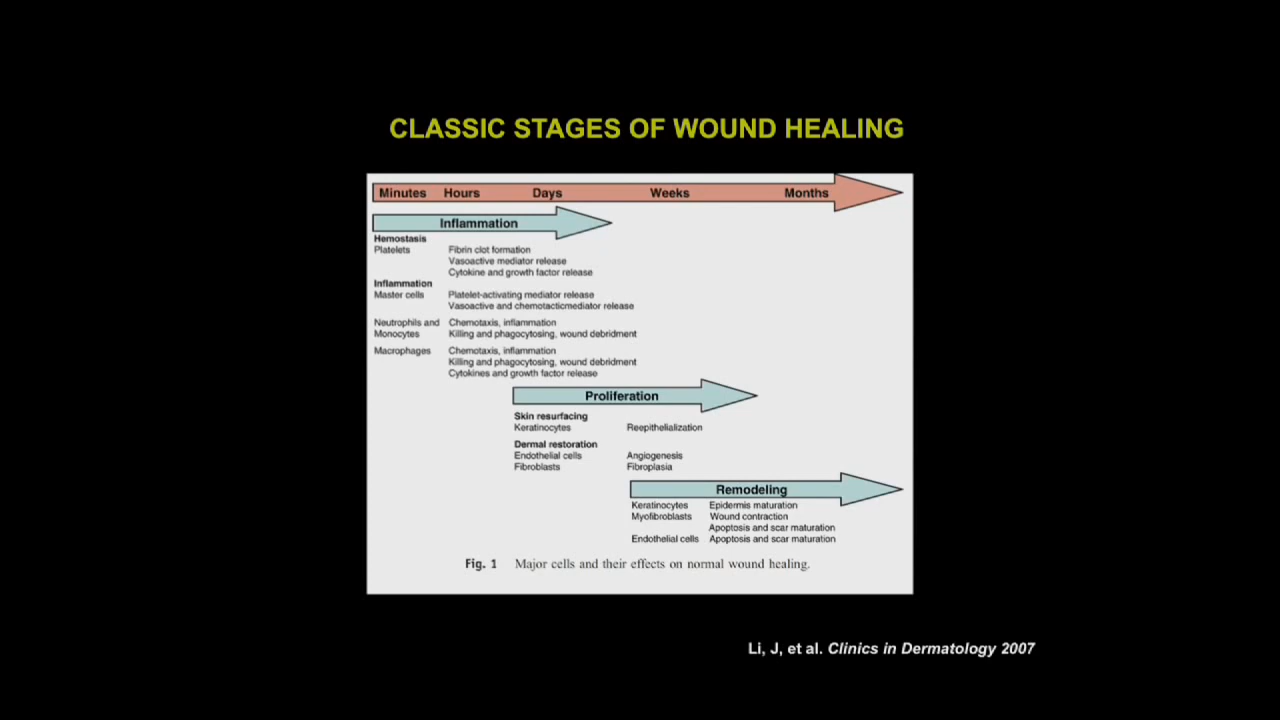 CLASSIC STAGES OF WOUND HEALING
Minutes Hours Days Weeks Months
Inflammation
Hemostasis
Platelets Fibrin clot formation
Vasoactive mediator release
Cytokine and growth factor release
Inflammation
Master cells Platelet-activating mediator release
Vasoactive and chemotacticmediator release
Neutrophils and Chemotaxis, inflammation
Monocytes Killing and phagocytosing, wound debridment
Macrophages Chemotaxis, inflammation
Killing and phagocytosing, wound debridment
Cytokines and growth factor release
Proliferation
Skin resurfacing
Keratinocytes Reepithelialization
Dermal restoration
Endothelial cells Angiogenesis
Fibroblasts Fibroplasia
Remodeling
Keratinocytes Epidermis maturation
Myofibroblasts Wound contraction
Apoptosis and scar maturation
Endothelial cells Apoptosis and scar maturation
Fig. 1 Major cells and their effects on normal wound healing.
Li, J, et al. Clinics in Dermatology 2007